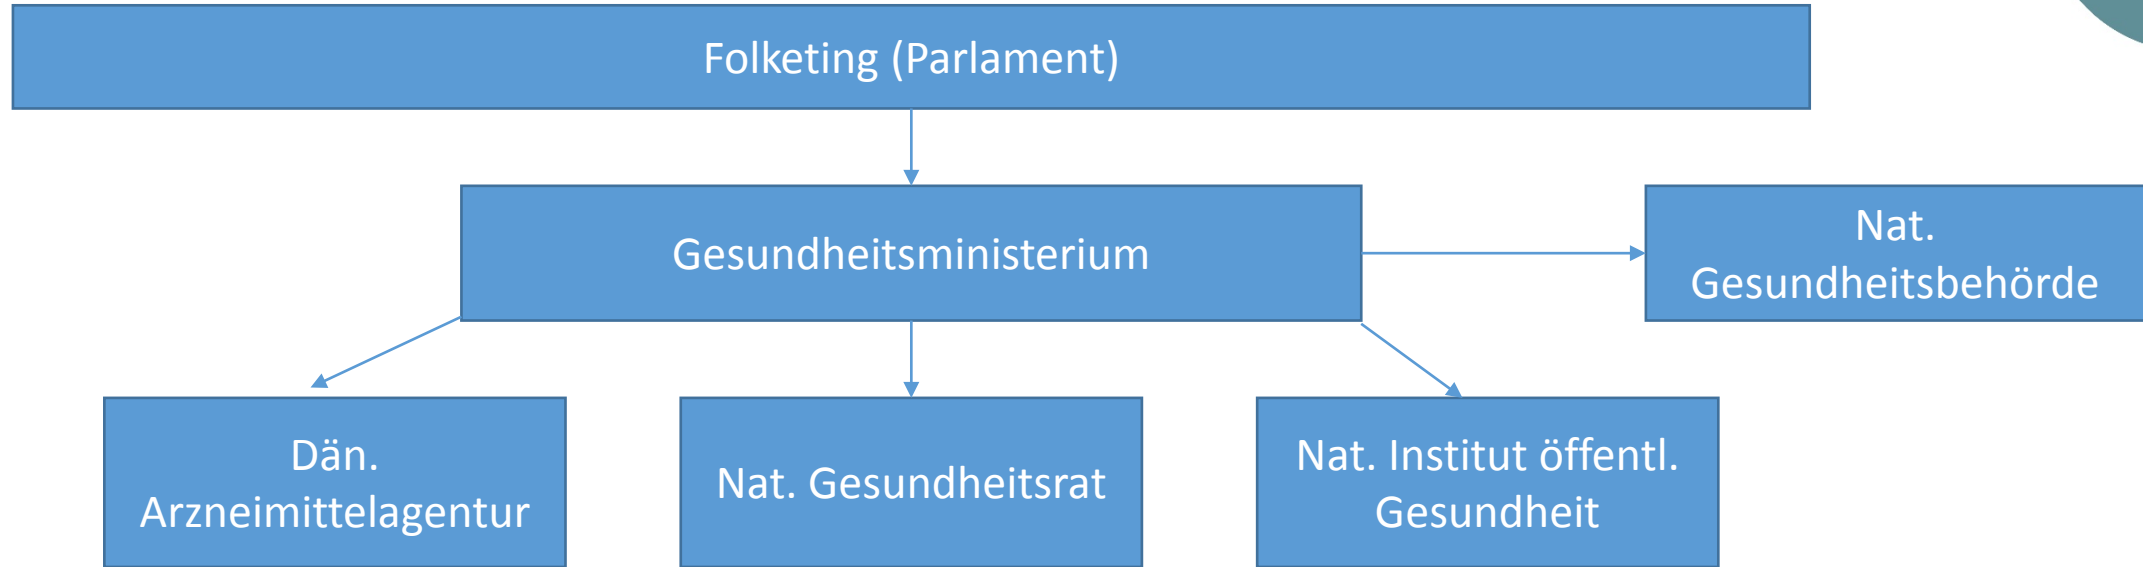 Folketing (Parlament)
Gesundheitsministerium
Nat.
Gesundheitsbehörde
Dän.
Arzneimittelagentur
Nat. Gesundheitsrat
Nat. Institut öffentl.
Gesundheit